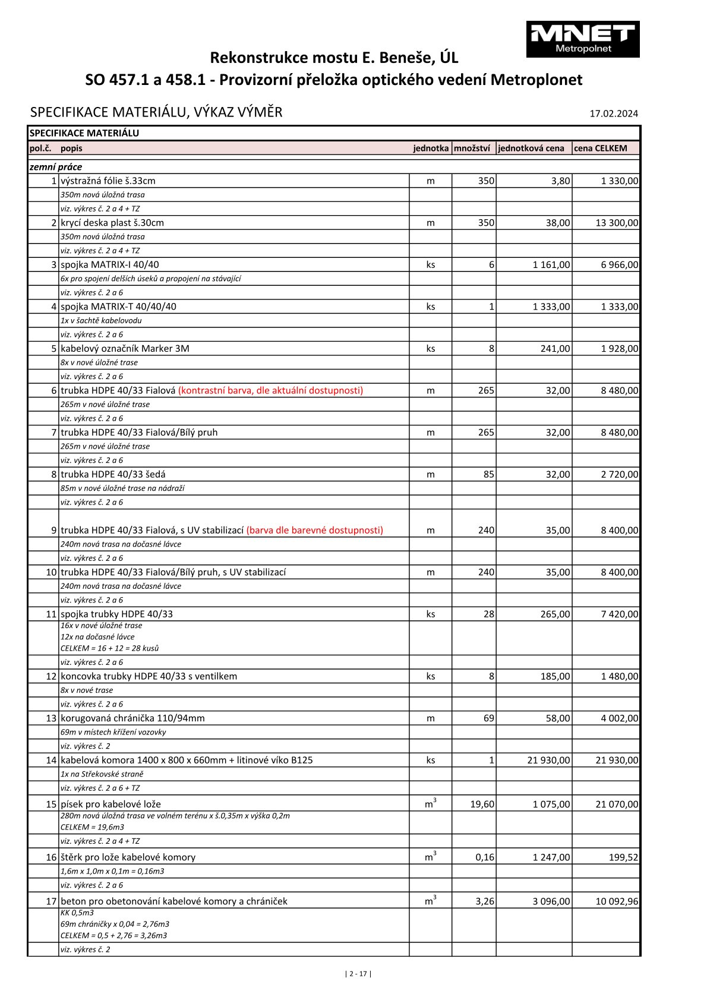 MNET
Metropolnet
Rekonstrukce mostu E. Beneše, ÚL
SO 457.1 a 458.1 - Provizorní přeložka optického vedení Metroplonet
SPECIFIKACE MATERIÁLU, VÝKAZ VÝMĚR 17.02.2024
SPECIFIKACE MATERIÁLU
pol.č. popis jednotka množství jednotková cena cena CELKEM
zemní práce
1 výstražná fólie š.33cm m 350 3,80 1 330,00
350m nová úložná trasa
viz. výkres č. 2 a 4 + TZ
2 krycí deska plast š.30cm m 350 38,00 13 300,00
350m nová úložná trasa
viz. výkres č. 2 a 4 + TZ
3 spojka MATRIX-I 40/40 ks 6 1 161,00 6 966,00
6x pro spojení delších úseků a propojení na stávající
viz. výkres č. 2 a 6
4 spojka MATRIX-T 40/40/40 ks 1 1 333,00 1 333,00
1x v šachtě kabelovodu
viz. výkres č. 2 a 6
5 kabelový označník Marker 3M ks 8 241,00 1 928,00
8x v nové úložné trase
viz. výkres č. 2 a 6
6 trubka HDPE 40/33 Fialová (kontrastní barva, dle aktuální dostupnosti) m 265 32,00 8 480,00
265m v nové úložné trase
viz. výkres č. 2 a 6
7 trubka HDPE 40/33 Fialová/Bílý pruh m 265 32,00 8 480,00
265m v nové úložné trase
viz. výkres č. 2 a 6
8 trubka HDPE 40/33 šedá m 85 32,00 2 720,00
85m v nové úložné trase na nádraží
viz. výkres č. 2 a 6
9 trubka HDPE 40/33 Fialová, s UV stabilizací (barva dle barevné dostupnosti) m 240 35,00 8 400,00
240m nová trasa na dočasné lávce
viz. výkres č. 2 a 6
10 trubka HDPE 40/33 Fialová/Bílý pruh, s UV stabilizací m 240 35,00 8 400,00
240m nová trasa na dočasné lávce
viz. výkres č. 2 a 6
11 spojka trubky HDPE 40/33 ks 28 265,00 7 420,00
16x v nové úložné trase
12x na dočasné lávce
CELKEM = 16 + 12 = 28 kusů
viz. výkres č. 2 a 6
12 koncovka trubky HDPE 40/33 s ventilkem ks 8 185,00 1 480,00
8x v nové trase
viz. výkres č. 2 a 6
13 korugovaná chránička 110/94mm m 69 58,00 4 002,00
69m v místech křížení vozovky
viz. výkres č. 2
14 kabelová komora 1400 x 800 x 660mm + litinové víko B125 ks 1 21 930,00 21 930,00
1x na Střekovské straně
viz. výkres č. 2 a 6 + TZ
15 písek pro kabelové lože m³ 19,60 1 075,00 21 070,00
280m nová úložná trasa ve volném terénu x š.0,35m x výška 0,2m
CELKEM = 19,6m3
viz. výkres č. 2 a 4 + TZ
16 štěrk pro lože kabelové komory m³ 0,16 1 247,00 199,52
1,6m x 1,0m x 0,1m = 0,16m3
viz. výkres č. 2 a 6
17 beton pro obetonování kabelové komory a chrániček m³ 3,26 3 096,00 10 092,96
KK 0,5m3
69m chráničky x 0,04 = 2,76m3
CELKEM = 0,5 + 2,76 = 3,26m3
viz. výkres č. 2
| 2 - 17 |